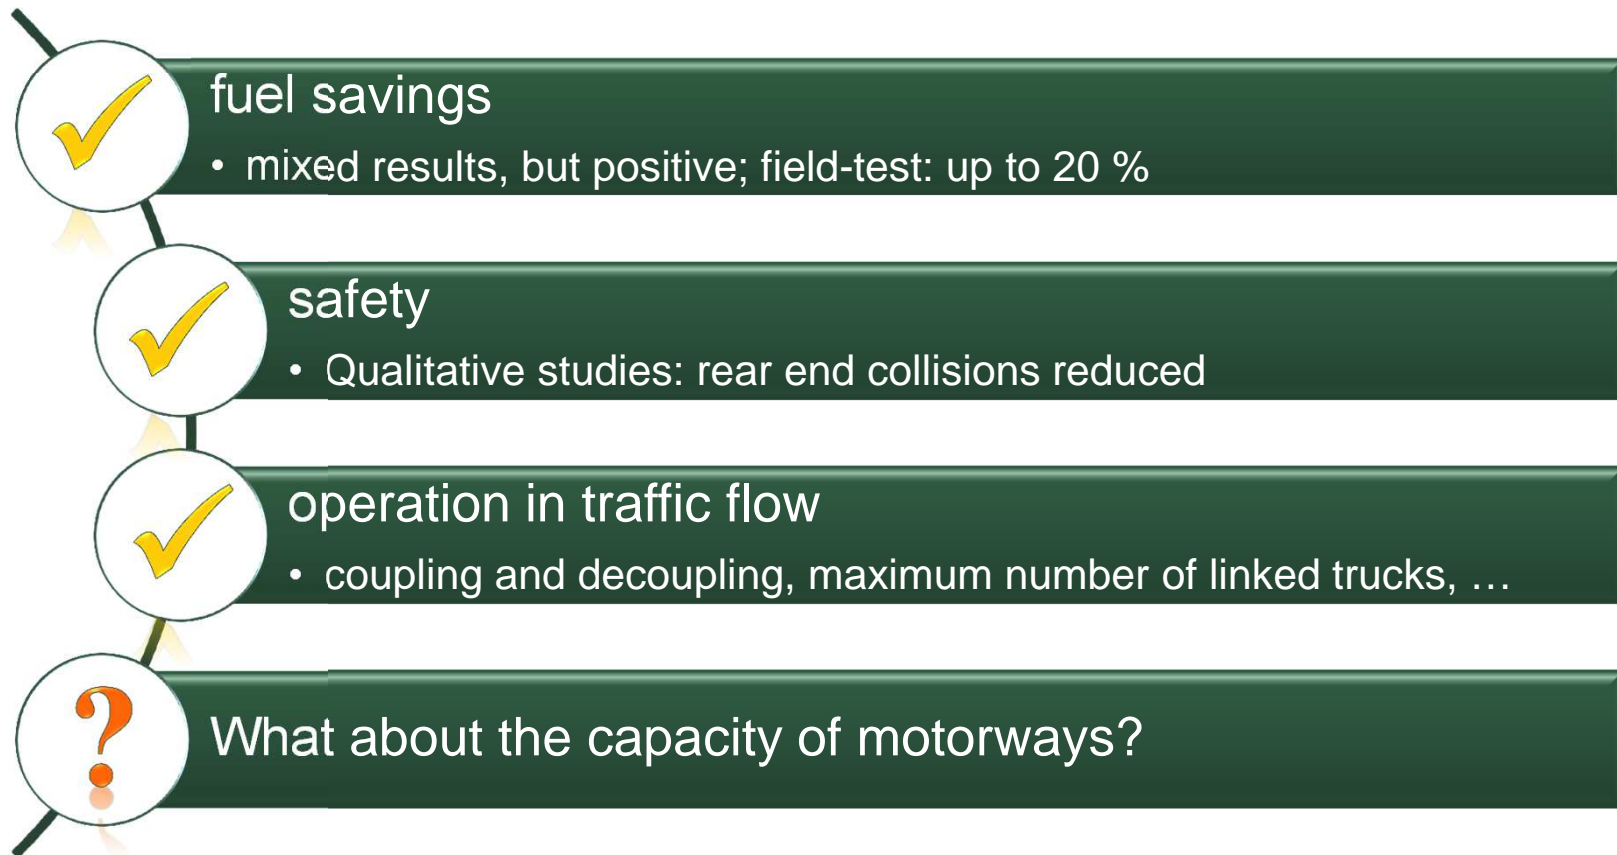 fuel savings
• mixed results, but positive; field-test: up to 20 %
safety
• Qualitative studies: rear end collisions reduced
operation in traffic flow
• coupling and decoupling, maximum number of linked trucks, …
?
What about the capacity of motorways?